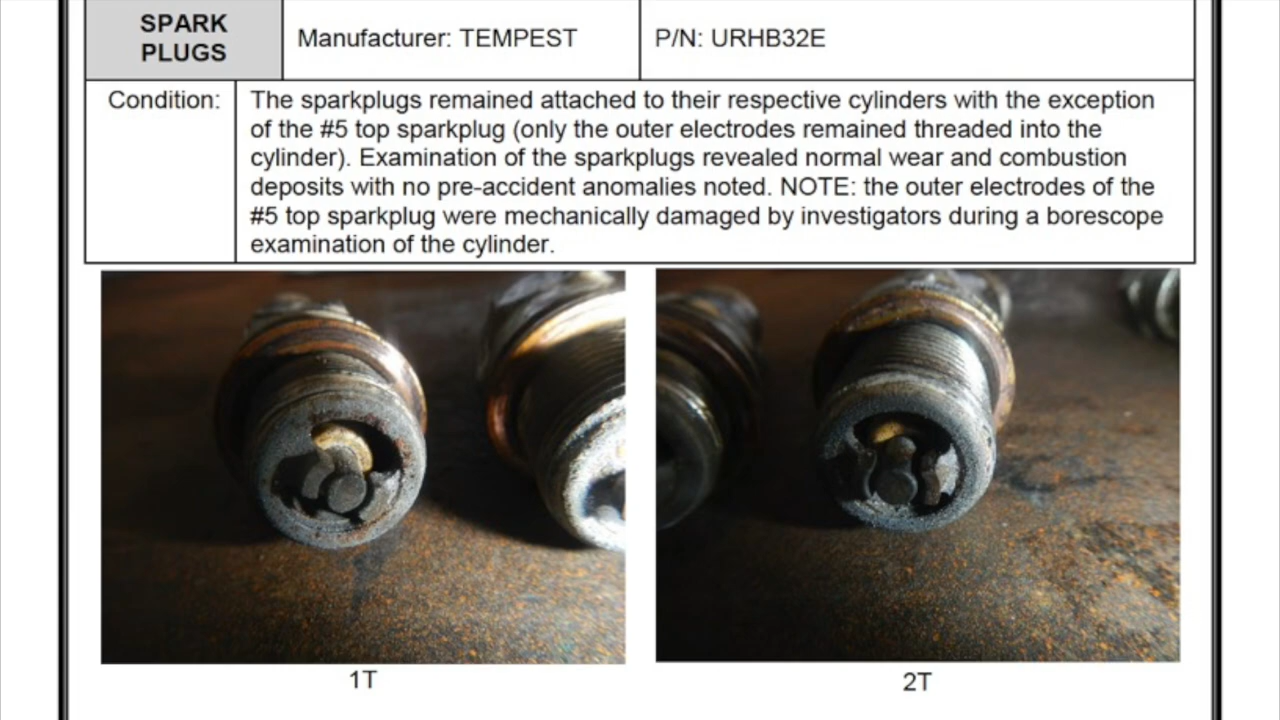 SPARK
PLUGS
Manufacturer: TEMPEST
P/N: URHB32E
Condition:
The sparkplugs remained attached to their respective cylinders with the exception
of the #5 top sparkplug (only the outer electrodes remained threaded into the
cylinder). Examination of the sparkplugs revealed normal wear and combustion
deposits with no pre-accident anomalies noted. NOTE: the outer electrodes of the
#5 top sparkplug were mechanically damaged by investigators during a borescope
examination of the cylinder.
1T
2T